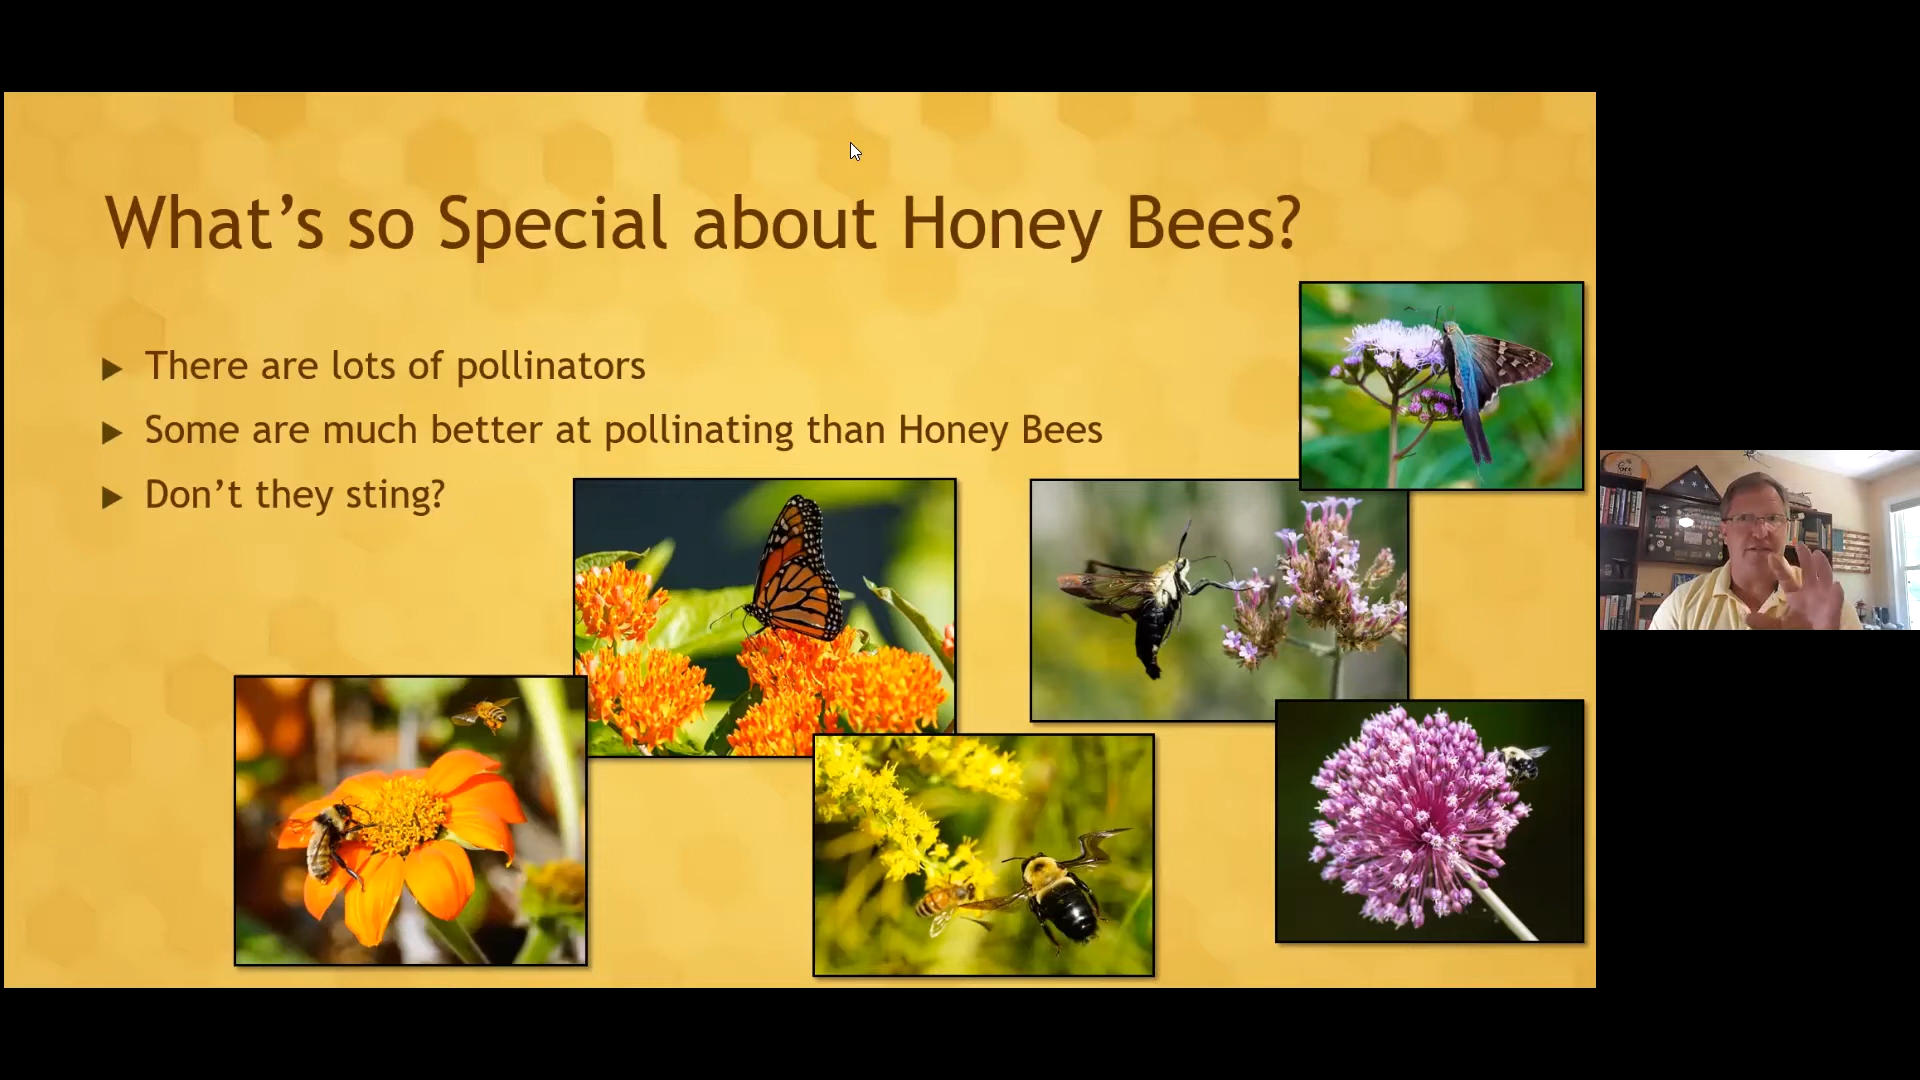 What's so Special about Honey Bees?
There are lots of pollinators
Some are much better at pollinating than Honey Bees
Don't they sting?